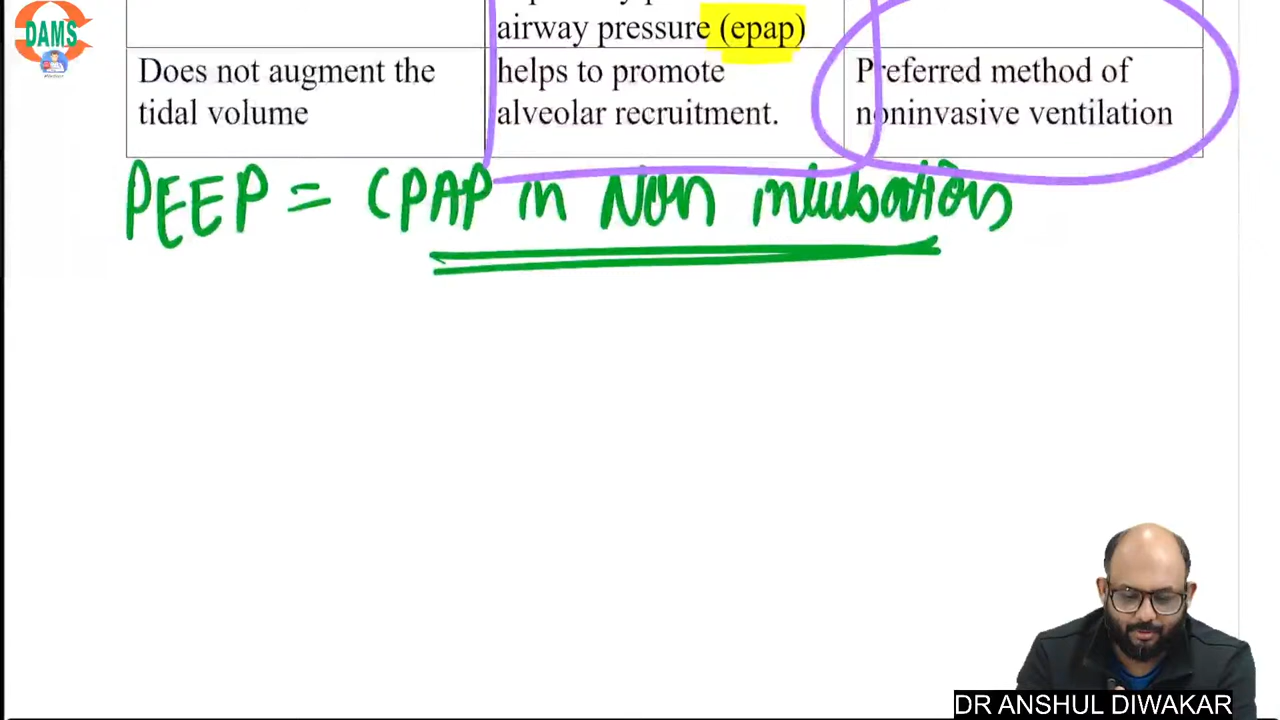 DAMS
airway pressure (epap)
Does not augment the
tidal volume
helps to promote
alveolar recruitment.
Preferred method of
noninvasive ventilation
PEEP = CPAP in Non intubation
DR ANSHUL DIWAKAR